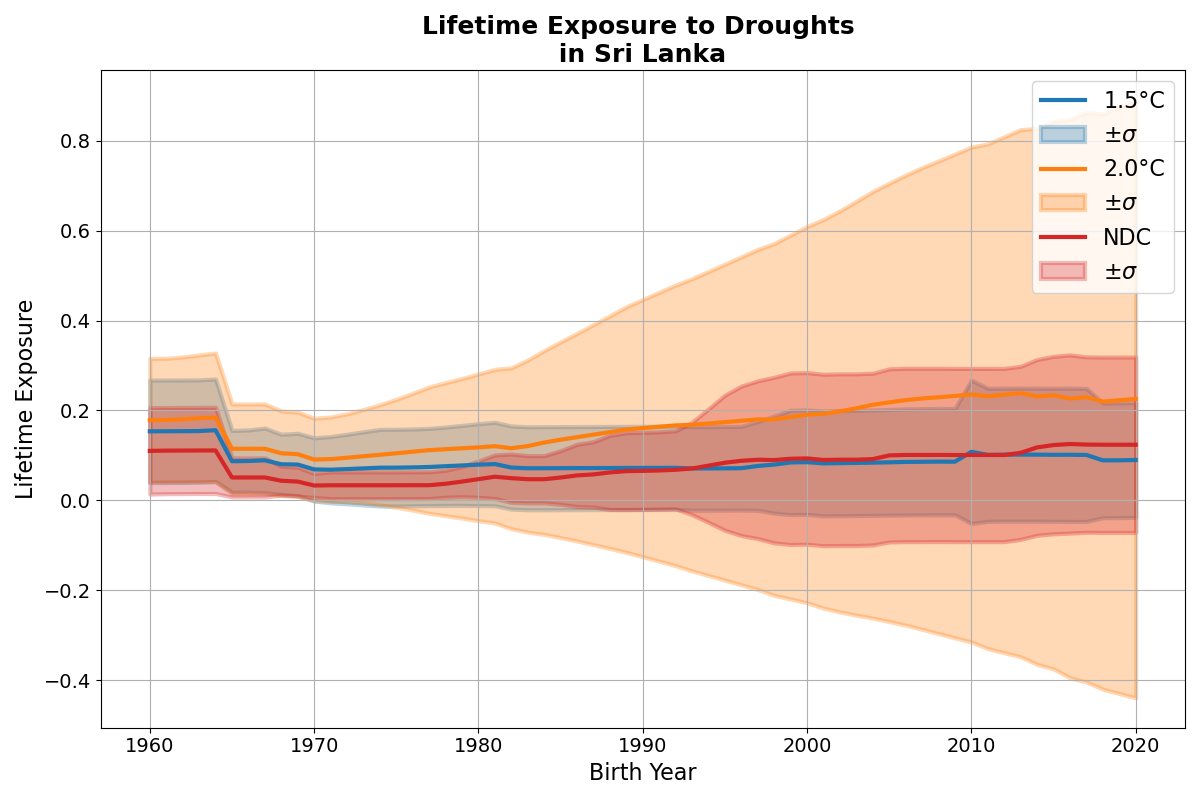 Lifetime Exposure to Droughts
in Sri Lanka
Lifetime Exposure
0.8
0.6
0.4
0.2
0.0
−0.2
−0.4
1960
1970
1980
1990
2000
2010
2020
Birth Year
1.5°C
±σ
2.0°C
±σ
NDC
±σ